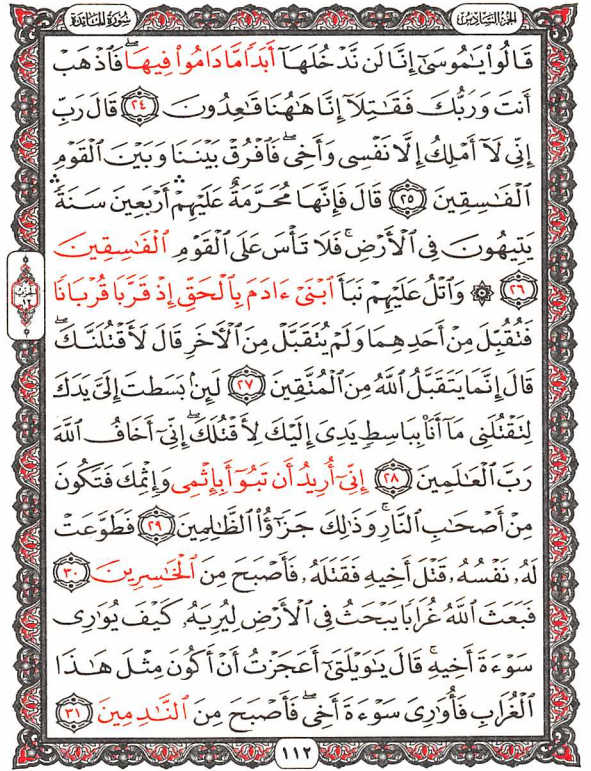 الجزء السادس
سورة المائدة
قَالُوا۟ يَٰمُوسَىٰٓ إِنَّا لَن نَّدْخُلَهَآ أَبَدًا مَّا دَامُوا۟ فِيهَا ۖ فَٱذْهَبْ
أَنتَ وَرَبُّكَ فَقَٰتِلَآ إِنَّا هَٰهُنَا قَٰعِدُونَ ٢٤ قَالَ رَبِّ
إِنِّى لَآ أَمْلِكُ إِلَّا نَفْسِى وَأَخِى ۖ فَٱفْرُقْ بَيْنَنَا وَبَيْنَ ٱلْقَوْمِ
ٱلْفَٰسِقِينَ ٢٥ قَالَ فَإِنَّهَا مُحَرَّمَةٌ عَلَيْهِمْ ۛ أَرْبَعِينَ سَنَةً ۛ
يَتِيهُونَ فِى ٱلْأَرْضِ ۚ فَلَا تَأْسَ عَلَى ٱلْقَوْمِ ٱلْفَٰسِقِينَ
٢٦ ۞ وَٱتْلُ عَلَيْهِمْ نَبَأَ ٱبْنَىْ ءَادَمَ بِٱلْحَقِّ إِذْ قَرَّبَا قُرْبَانًا
فَتُقُبِّلَ مِنْ أَحَدِهِمَا وَلَمْ يُتَقَبَّلْ مِنَ ٱلْءَاخَرِ قَالَ لَأَقْتُلَنَّكَ ۖ
قَالَ إِنَّمَا يَتَقَبَّلُ ٱللَّهُ مِنَ ٱلْمُتَّقِينَ ٢٧ لَئِنۢ بَسَطتَ إِلَىَّ يَدَكَ
لِتَقْتُلَنِى مَآ أَنَا۠ بِبَاسِطٍ يَدِىَ إِلَيْكَ لِأَقْتُلَكَ ۖ إِنِّىٓ أَخَافُ ٱللَّهَ
رَبَّ ٱلْعَٰلَمِينَ ٢٨ إِنِّىٓ أُرِيدُ أَن تَبُوٓأَ بِإِثْمِى وَإِثْمِكَ فَتَكُونَ
مِنْ أَصْحَٰبِ ٱلنَّارِ ۚ وَذَٰلِكَ جَزَٰٓؤُا۟ ٱلظَّٰلِمِينَ ٢٩ فَطَوَّعَتْ
لَهُۥ نَفْسُهُۥ قَتْلَ أَخِيهِ فَقَتَلَهُۥ فَأَصْبَحَ مِنَ ٱلْخَٰسِرِينَ ٣٠
فَبَعَثَ ٱللَّهُ غُرَابًا يَبْحَثُ فِى ٱلْأَرْضِ لِيُرِيَهُۥ كَيْفَ يُوَٰرِى
سَوْءَةَ أَخِيهِ ۚ قَالَ يَٰوَيْلَتَىٰٓ أَعَجَزْتُ أَنْ أَكُونَ مِثْلَ هَٰذَا
ٱلْغُرَابِ فَأُوَٰرِىَ سَوْءَةَ أَخِى ۖ فَأَصْبَحَ مِنَ ٱلنَّٰدِمِينَ ٣١
١١٢